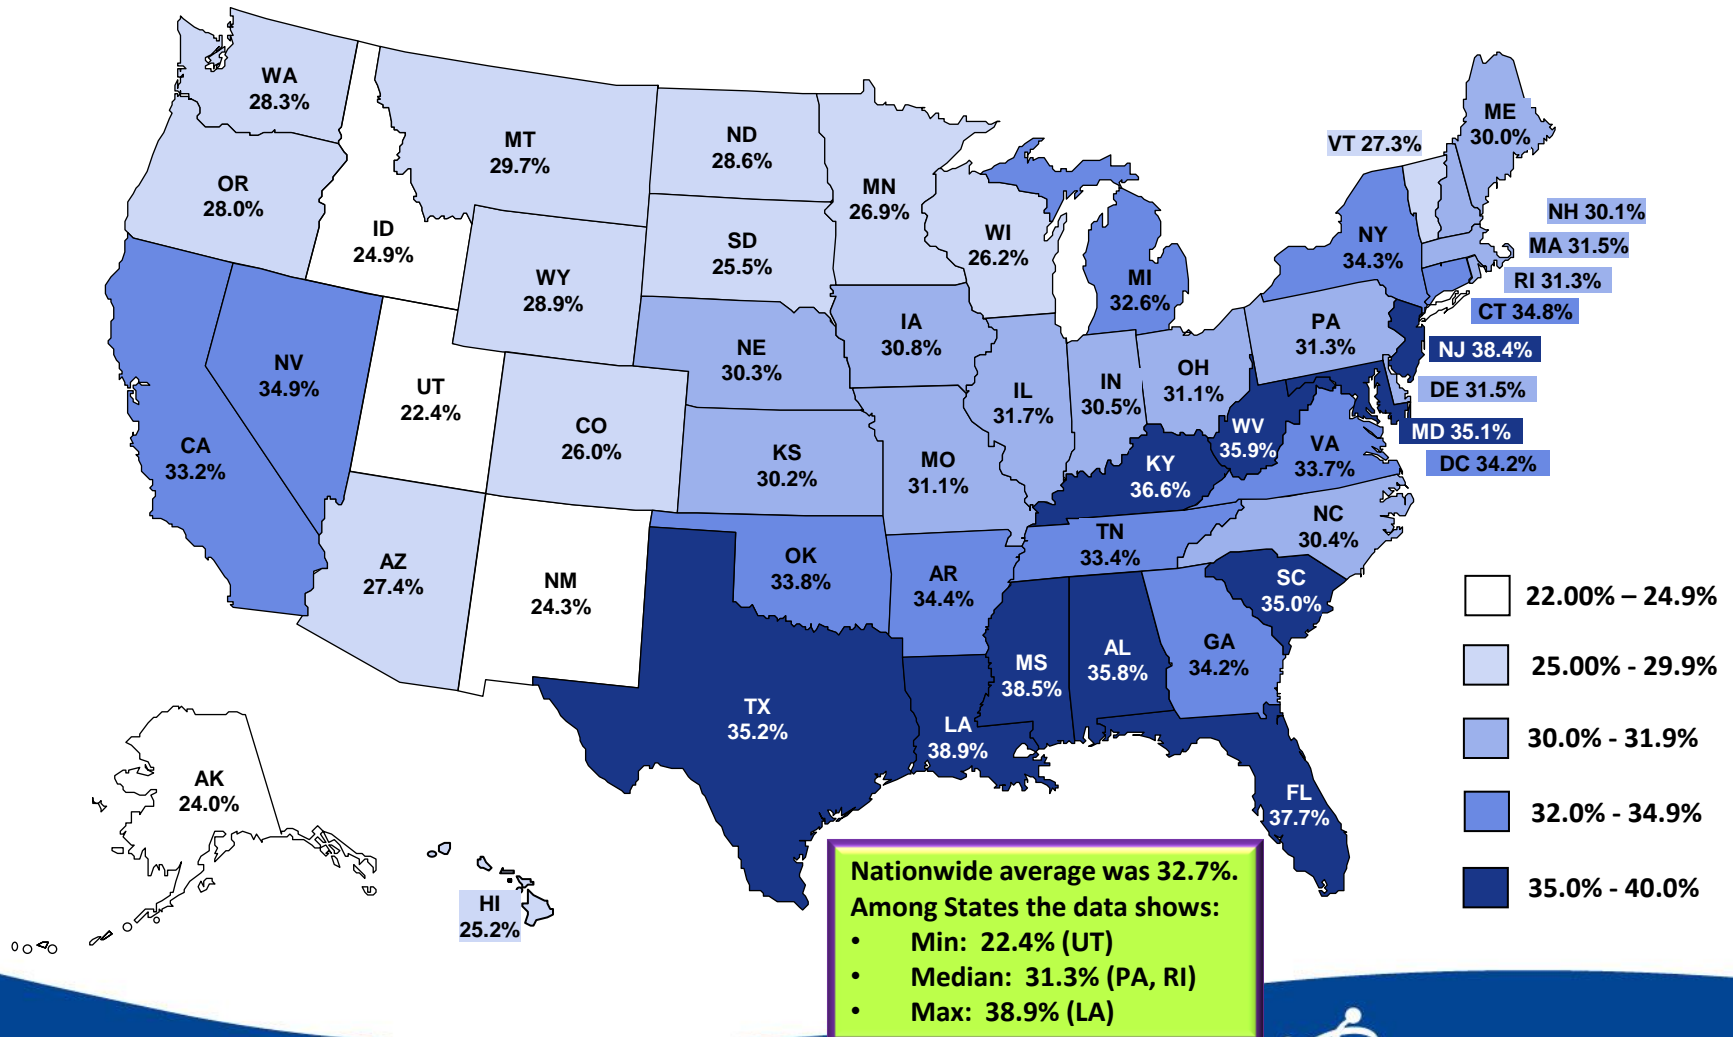 WA
28.3%
MT
29.7%
ND
28.6%
MN
26.9%
VT 27.3%
ME
30.0%
OR
28.0%
ID
24.9%
WY
28.9%
SD
25.5%
WI
26.2%
MI
32.6%
NY
34.3%
NH 30.1%
MA 31.5%
RI 31.3%
CT 34.8%
NJ 38.4%
DE 31.5%
MD 35.1%
DC 34.2%
NV
34.9%
UT
22.4%
CO
26.0%
NE
30.3%
IA
30.8%
IL
31.7%
IN
30.5%
OH
31.1%
PA
31.3%
CA
33.2%
KS
30.2%
MO
31.1%
KY
36.6%
WV
35.9%
VA
33.7%
AZ
27.4%
NM
24.3%
OK
33.8%
AR
34.4%
TN
33.4%
NC
30.4%
SC
35.0%
TX
35.2%
LA
38.9%
MS
38.5%
AL
35.8%
GA
34.2%
FL
37.7%
AK
24.0%
HI
25.2%
22.00% – 24.9%
25.00% - 29.9%
30.0% - 31.9%
32.0% - 34.9%
35.0% - 40.0%
Nationwide average was 32.7%.
Among States the data shows:
• Min: 22.4% (UT)
• Median: 31.3% (PA, RI)
• Max: 38.9% (LA)